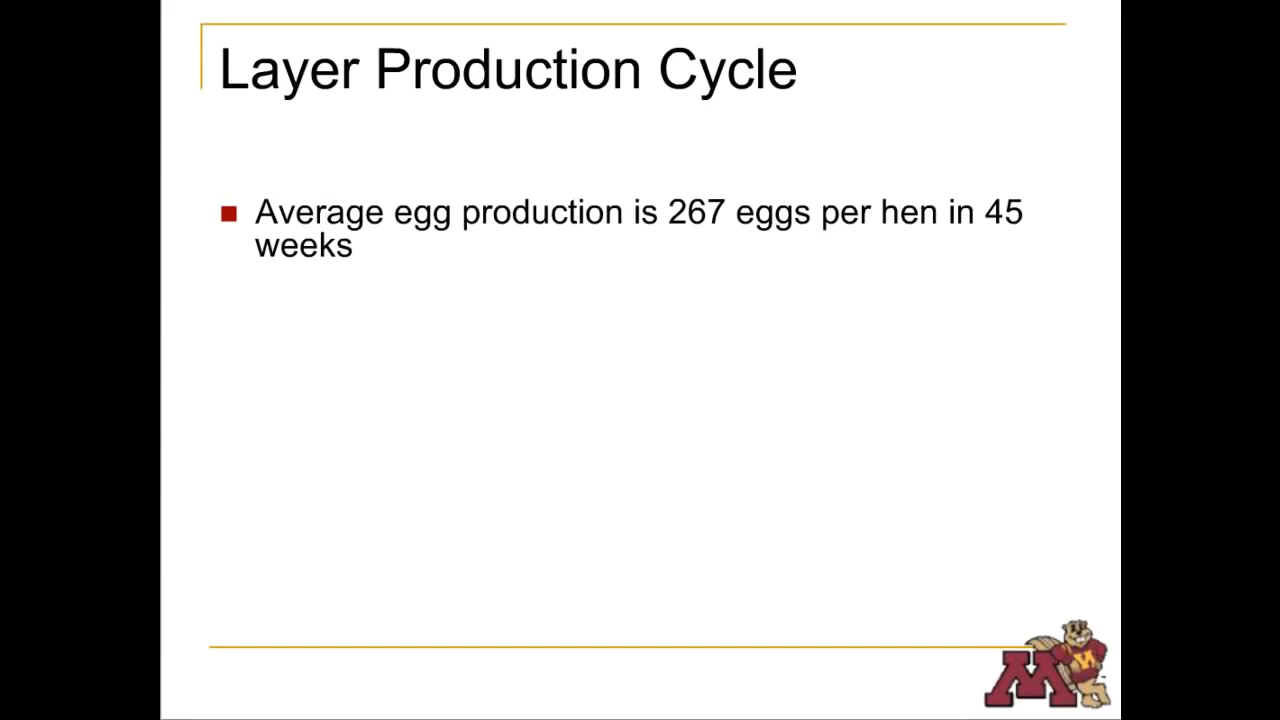 Layer Production Cycle
Average egg production is 267 eggs per hen in 45
weeks
M